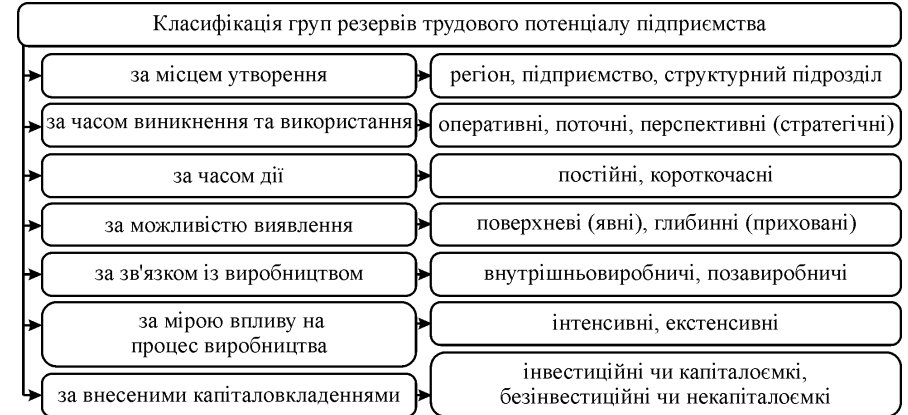 Класифікація груп резервів трудового потенціалу підприємства
за місцем утворення
регіон, підприємство, структурний підрозділ
за часом виникнення та використання
оперативні, поточні, перспективні (стратегічні)
за часом дії
постійні, короткочасні
за можливістю виявлення
поверхневі (явні), глибинні (приховані)
за зв'язком із виробництвом
внутрішньовиробничі, позавиробничі
за мірою впливу на
процес виробництва
інтенсивні, екстенсивні
за внесеними капіталовкладеннями
інвестиційні чи капіталоємкі,
безінвестиційні чи некапіталоємкі